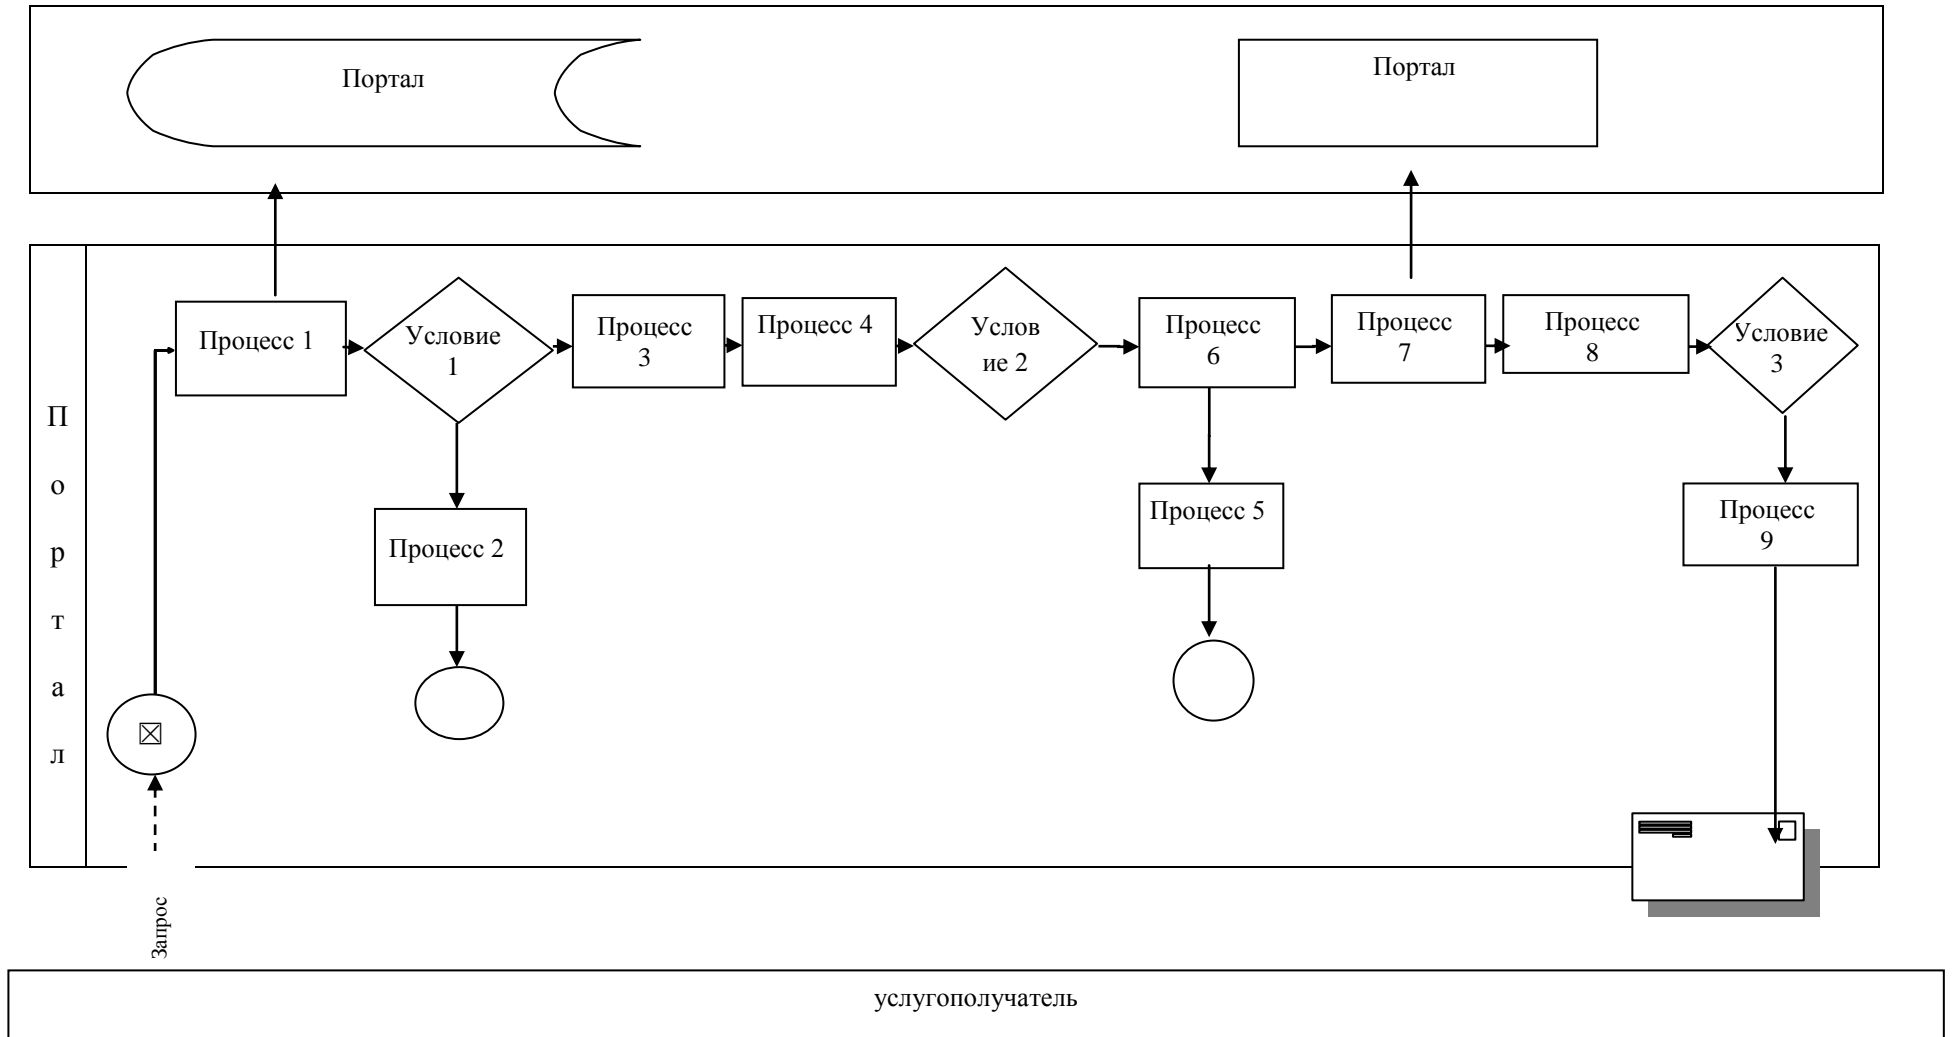 Портал
Портал
Процесс 1
Условие
1
Процесс
3
Процесс 4
Услов
ие 2
Процесс
6
Процесс
7
Процесс
8
Условие
3
Процесс 2
Процесс 5
Процесс
9
П
о
р
т
а
л
Запрос
услугополучатель